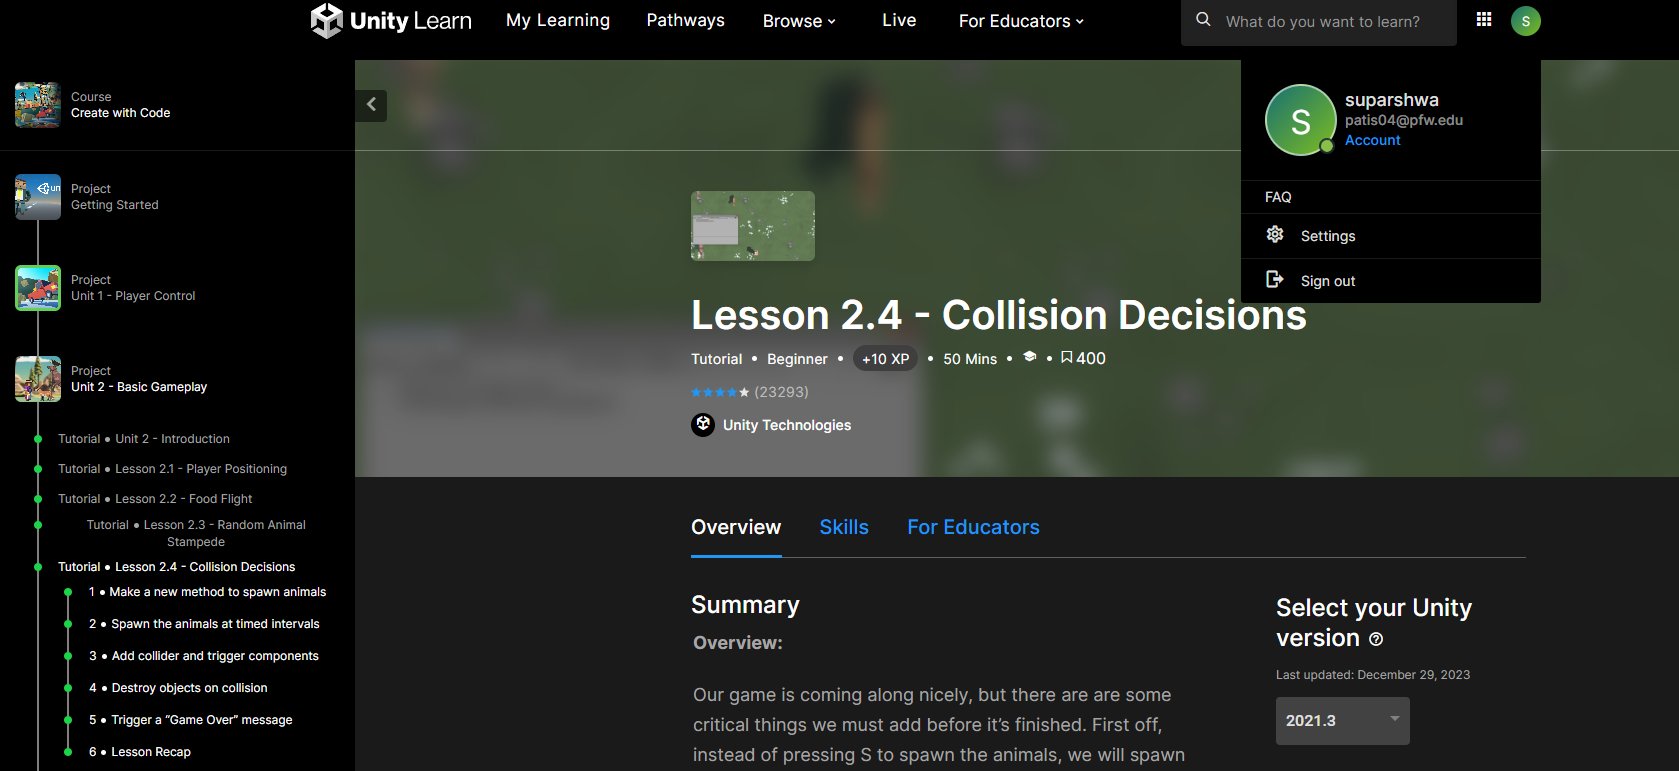 Unity Learn
My Learning
Pathways
Browse
Live
For Educators
What do you want to learn?
S
Course
Create with Code
Project
Getting Started
Project
Unit 1 - Player Control
Project
Unit 2 - Basic Gameplay
Tutorial • Unit 2 - Introduction
Tutorial • Lesson 2.1 - Player Positioning
Tutorial • Lesson 2.2 - Food Flight
Tutorial • Lesson 2.3 - Random Animal
Stampede
Tutorial • Lesson 2.4 - Collision Decisions
1 • Make a new method to spawn animals
2 • Spawn the animals at timed intervals
3 • Add collider and trigger components
4 • Destroy objects on collision
5 • Trigger a “Game Over” message
6 • Lesson Recap
S
suparshwa
patis04@pfw.edu
Account
FAQ
Settings
Sign out
Lesson 2.4 - Collision Decisions
Tutorial • Beginner • +10 XP • 50 Mins • • 400
(23293)
Unity Technologies
Overview
Skills
For Educators
Summary
Overview:
Our game is coming along nicely, but there are are some
critical things we must add before it’s finished. First off,
instead of pressing S to spawn the animals, we will spawn
Select your Unity
version
Last updated: December 29, 2023
2021.3